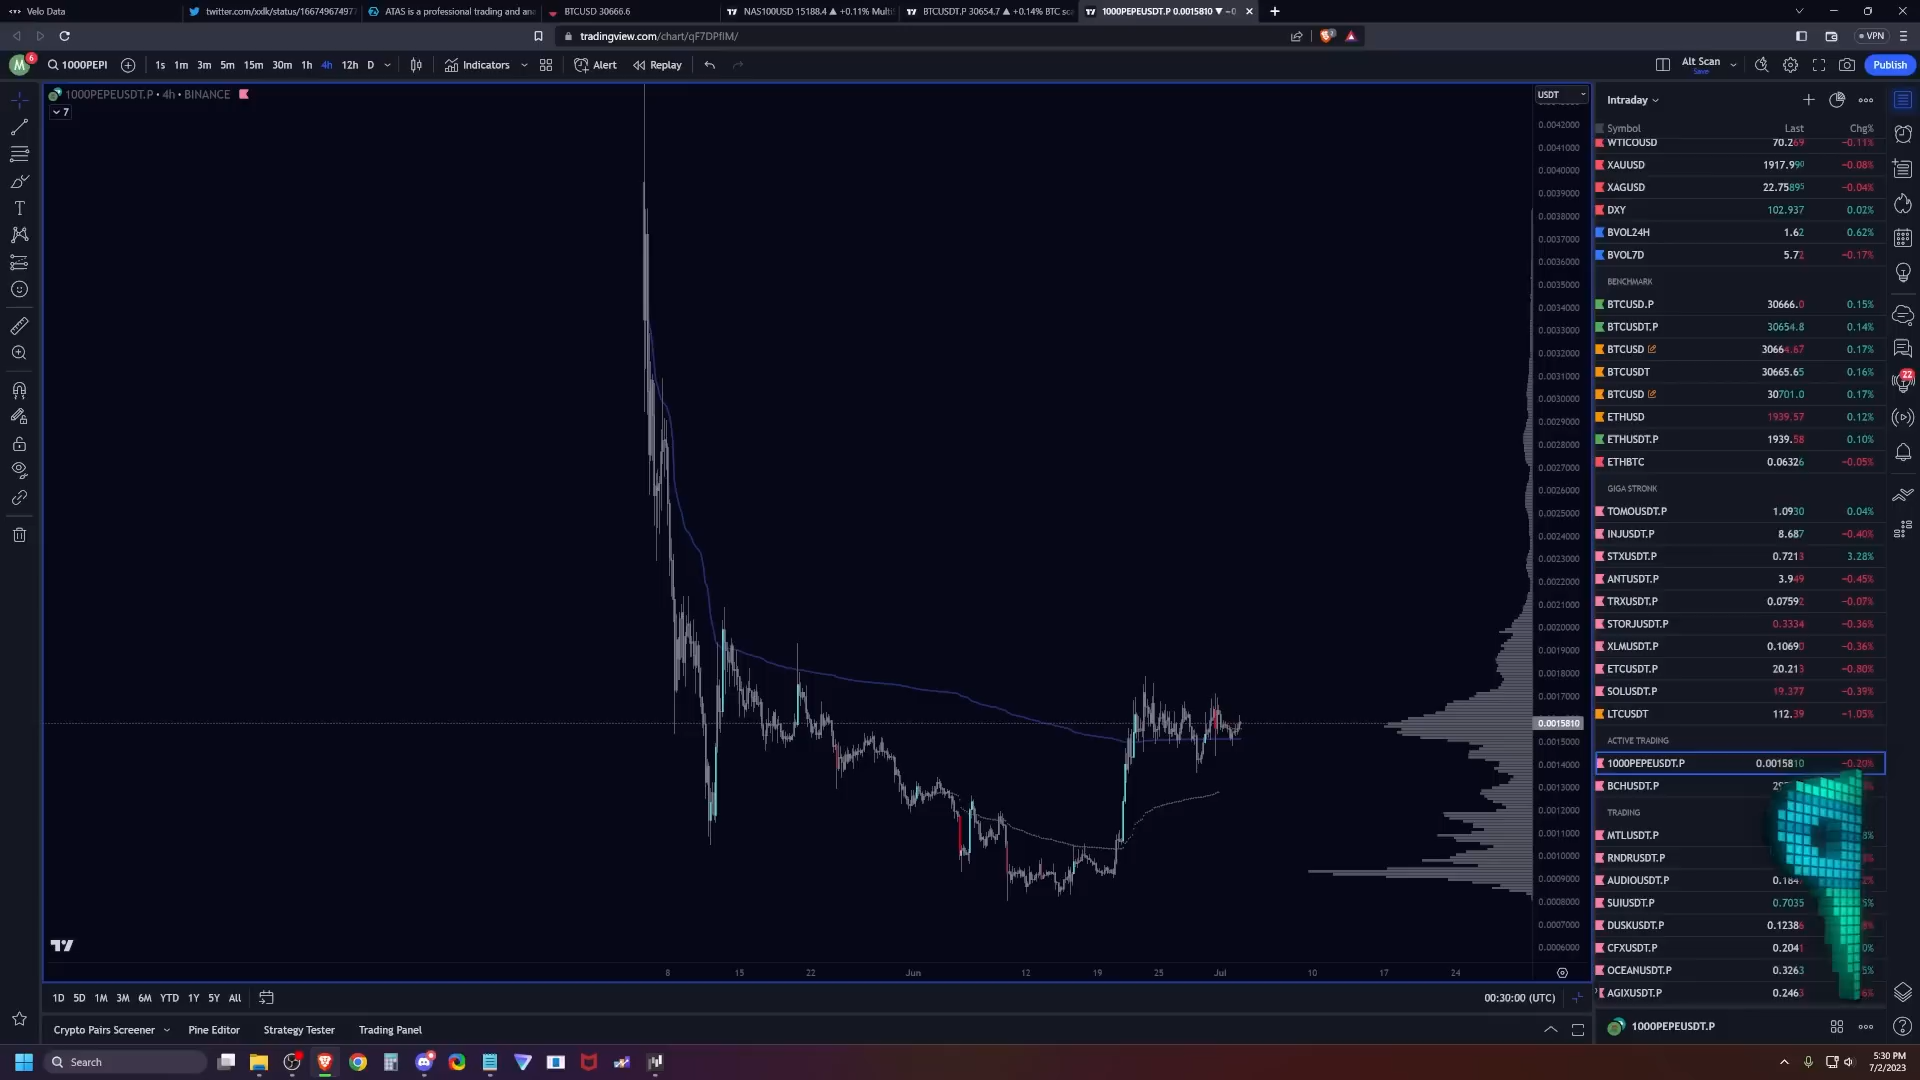 Velo Data
twitter.com/xdk/status/166749674977
ATAS is a professional trading and ana
BTCUSD 30666.6
NAS100USD 15188.4 ▲ +0.11% Multi
BTCUSDT.P 30654.7 ▲ +0.14% BTC sc
1000PEPEUSDT.P 0.0015810 ▼ −0
tradingview.com/chart/qF7DPfIM/
VPN
M
6
1000PEPI
1s
1m
3m
5m
15m
30m
1h
4h
12h
D
Indicators
Alert
Replay
Alt Scan
Save
Publish
1000PEPEUSDT.P • 4h • BINANCE
7
USDT
0.0042000
0.0041000
0.0040000
0.0039000
0.0038000
0.0037000
0.0036000
0.0035000
0.0034000
0.0033000
0.0032000
0.0031000
0.0030000
0.0029000
0.0028000
0.0027000
0.0026000
0.0025000
0.0024000
0.0023000
0.0022000
0.0021000
0.0020000
0.0019000
0.0018000
0.0017000
0.0015810
0.0015000
0.0014000
0.0013000
0.0012000
0.0011000
0.0010000
0.0009000
0.0008000
0.0007000
0.0006000
8
15
22
Jun
12
19
25
Jul
10
17
24
Intraday
Symbol Last Chg%
WTICOUSD 70.269 −0.11%
XAUUSD 1917.990 −0.08%
XAGUSD 22.75895 −0.04%
DXY 102.937 0.02%
BVOL24H 1.62 0.62%
BVOL7D 5.72 −0.17%
BENCHMARK
BTCUSD.P 30666.0 0.15%
BTCUSDT.P 30654.8 0.14%
BTCUSD 30664.67 0.17%
BTCUSDT 30665.65 0.16%
BTCUSD 30701.0 0.17%
ETHUSD 1939.57 0.12%
ETHUSDT.P 1939.58 0.10%
ETHBTC 0.06326 −0.05%
GIGA STRONK
TOMOUSDT.P 1.0930 0.04%
INJUSDT.P 8.687 −0.40%
STXUSDT.P 0.7213 3.28%
ANTUSDT.P 3.949 −0.45%
TRXUSDT.P 0.07592 −0.07%
STORJUSDT.P 0.3334 −0.36%
XLMUSDT.P 0.10690 −0.36%
ETCUSDT.P 20.213 −0.80%
SOLUSDT.P 19.377 −0.39%
LTCUSDT 112.39 −1.05%
ACTIVE TRADING
1000PEPEUSDT.P 0.0015810 −0.20%
BCHUSDT.P
TRADING
MTLUSDT.P
RNDRUSDT.P
AUDIOUSDT.P
SUIUSDT.P 0.7035
DUSKUSDT.P 0.12386
CFXUSDT.P 0.2041
OCEANUSDT.P 0.3263
AGIXUSDT.P 0.2463
22
1000PEPEUSDT.P
1D
5D
1M
3M
6M
YTD
1Y
5Y
All
00:30:00 (UTC)
Crypto Pairs Screener
Pine Editor
Strategy Tester
Trading Panel
Search
5:30 PM
7/2/2023